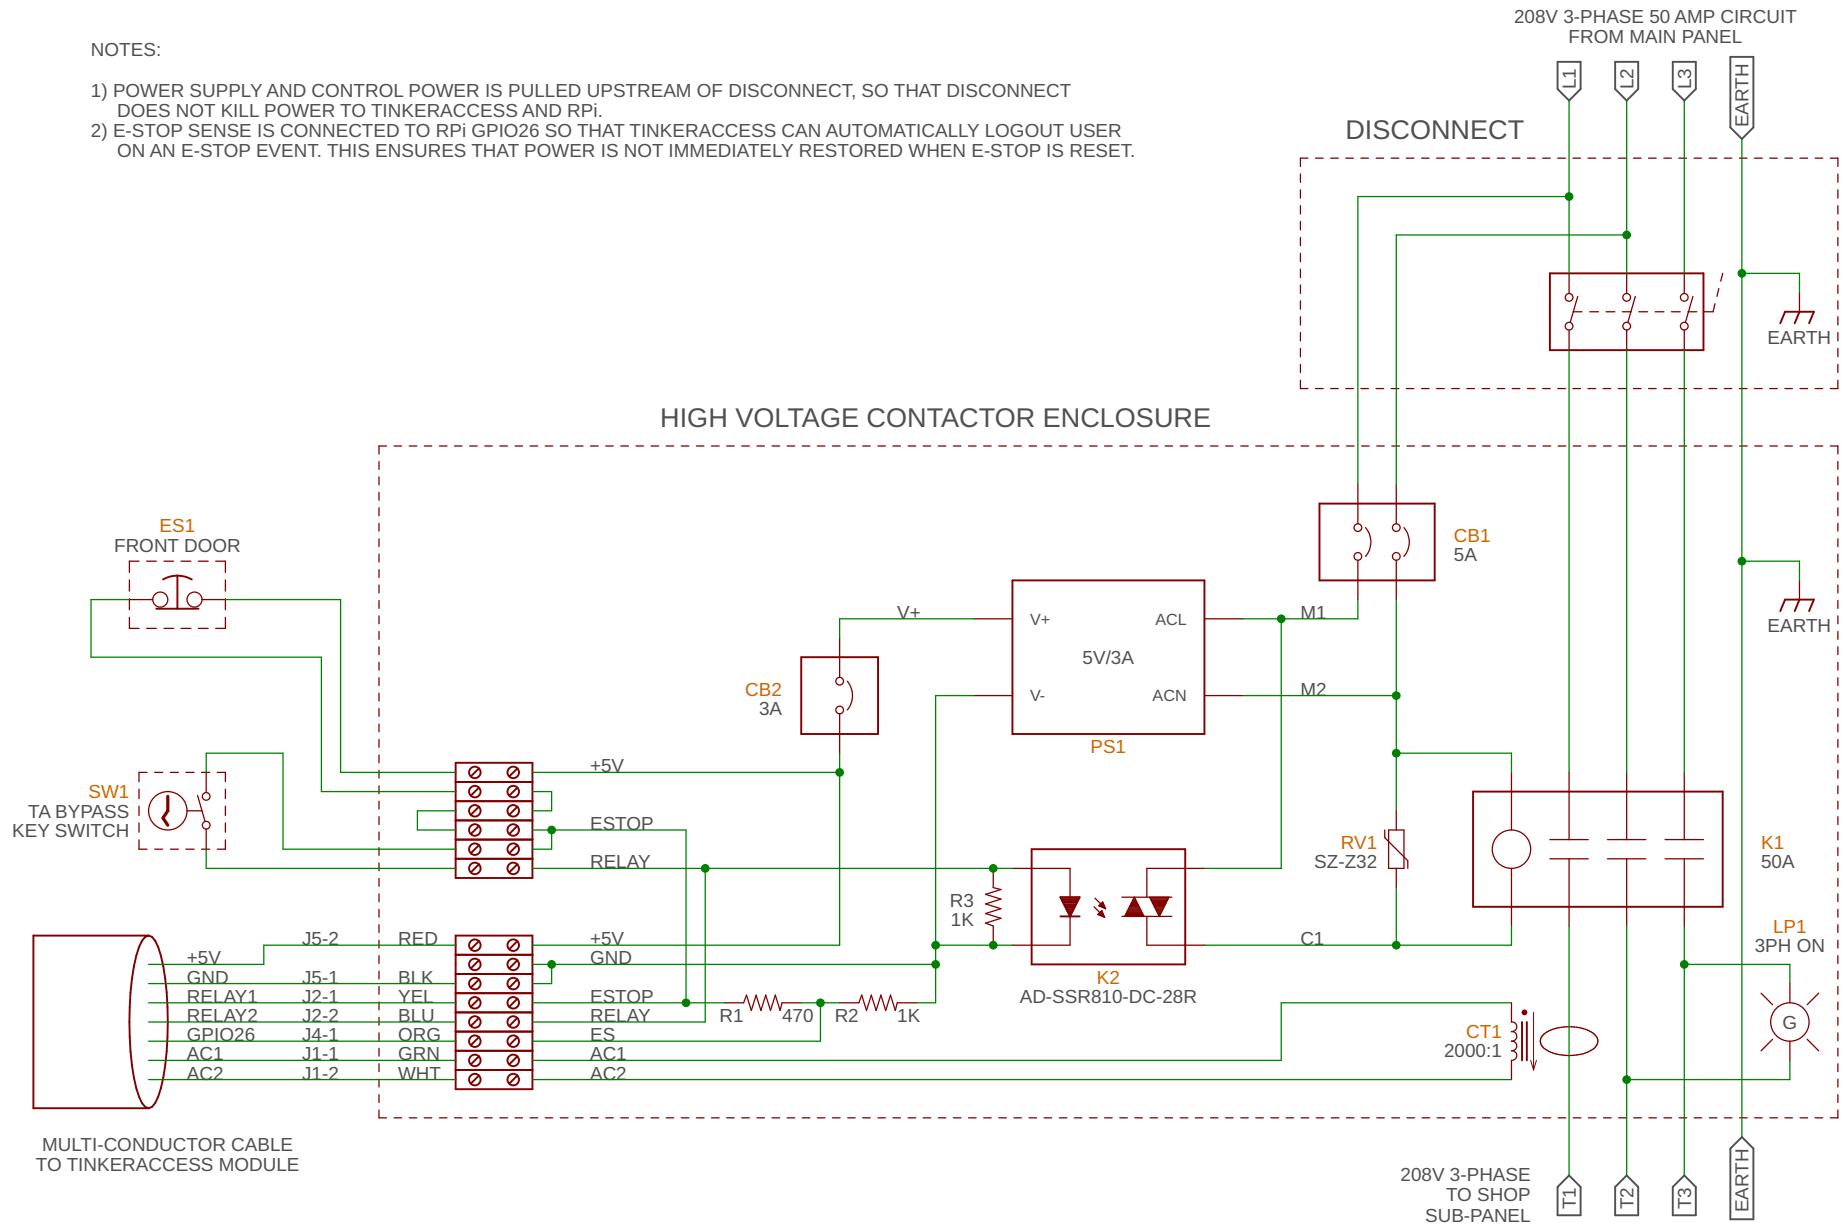 208V 3-PHASE 50 AMP CIRCUIT
FROM MAIN PANEL
L1
L2
L3
EARTH
NOTES:
1) POWER SUPPLY AND CONTROL POWER IS PULLED UPSTREAM OF DISCONNECT, SO THAT DISCONNECT
DOES NOT KILL POWER TO TINKERACCESS AND RPi.
2) E-STOP SENSE IS CONNECTED TO RPi GPIO26 SO THAT TINKERACCESS CAN AUTOMATICALLY LOGOUT USER
ON AN E-STOP EVENT. THIS ENSURES THAT POWER IS NOT IMMEDIATELY RESTORED WHEN E-STOP IS RESET.
DISCONNECT
EARTH
HIGH VOLTAGE CONTACTOR ENCLOSURE
ES1
FRONT DOOR
CB1
5A
EARTH
V+
V+
ACL
M1
5V/3A
CB2
3A
V-
ACN
M2
PS1
+5V
SW1
TA BYPASS
KEY SWITCH
ESTOP
RELAY
RV1
SZ-Z32
K1
50A
R3
1K
LP1
3PH ON
J5-2
RED
+5V
C1
+5V
GND
GND
J5-1
BLK
K2
AD-SSR810-DC-28R
RELAY1
J2-1
YEL
ESTOP
RELAY2
J2-2
BLU
RELAY
R1
470
R2
1K
G
GPIO26
J4-1
ORG
ES
CT1
2000:1
AC1
J1-1
GRN
AC1
AC2
J1-2
WHT
AC2
MULTI-CONDUCTOR CABLE
TO TINKERACCESS MODULE
208V 3-PHASE
TO SHOP
SUB-PANEL
T1
T2
T3
EARTH